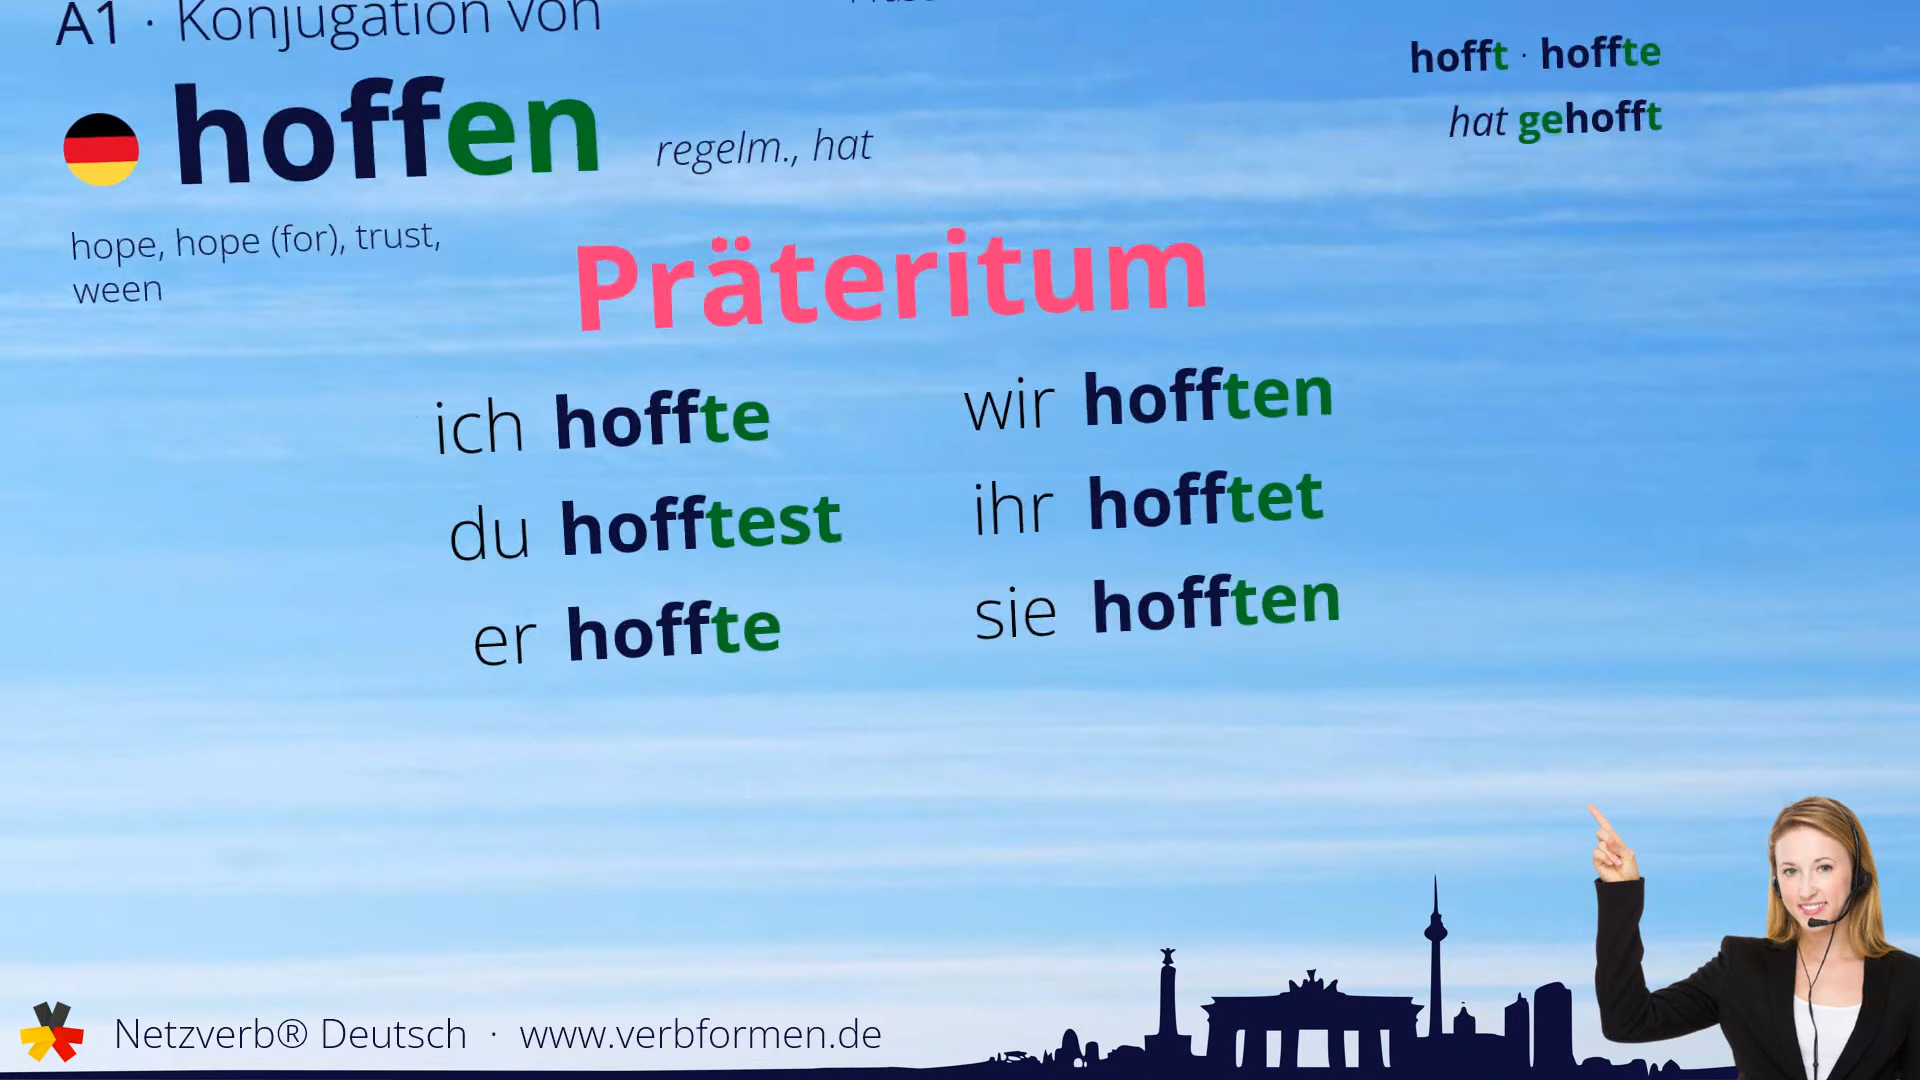 A1 · Konjugation von
hoffen regelm., hat
hofft · hoffte
hat gehofft
hope, hope (for), trust,
ween
Präteritum
ich hoffte
du hofftest
er hoffte
wir hofften
ihr hofftet
sie hofften
Netzverb® Deutsch · www.verbformen.de